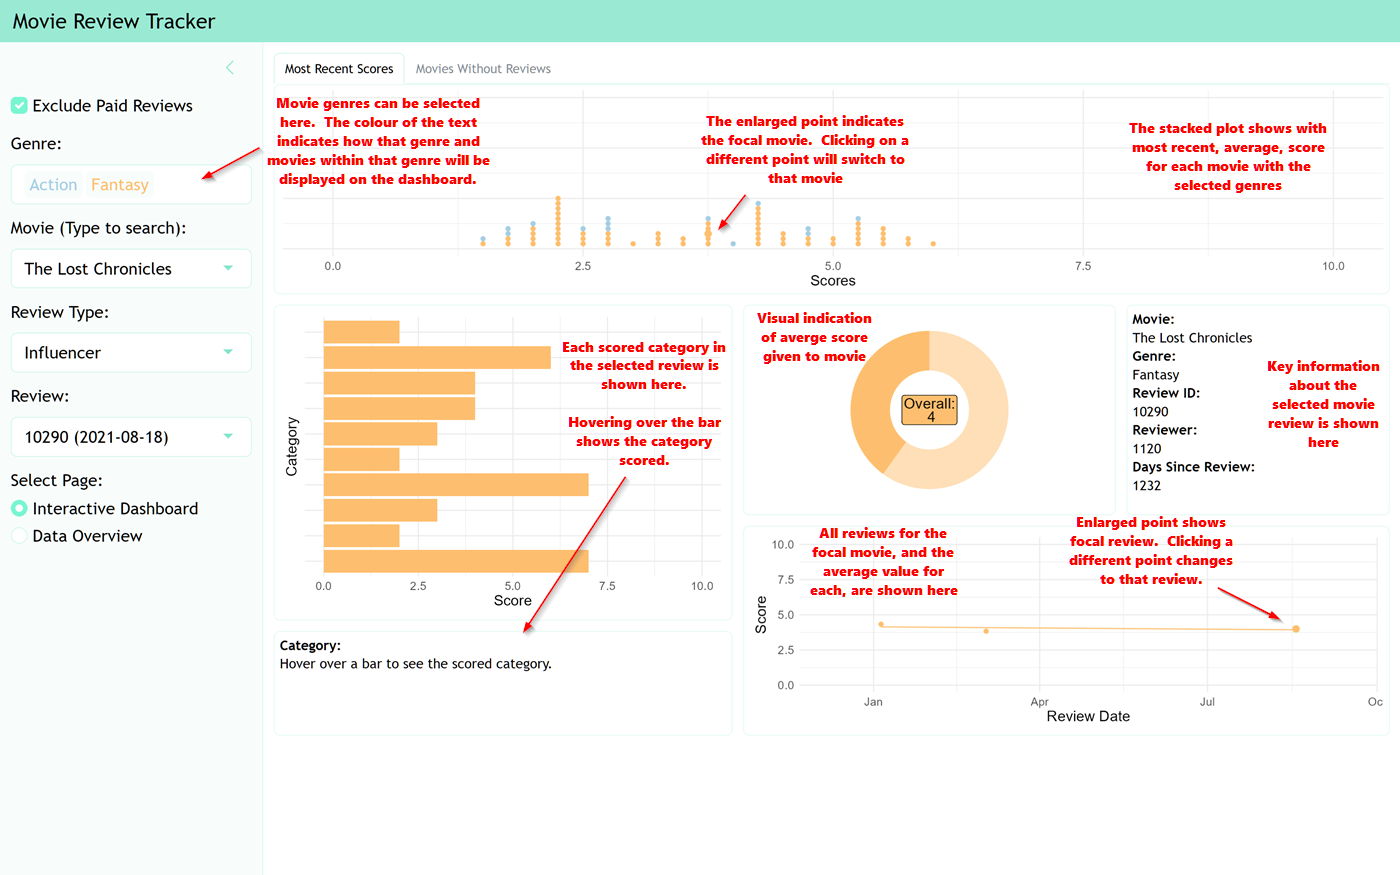 Movie Review Tracker
Exclude Paid Reviews
Genre:
Action Fantasy
Movie (Type to search):
The Lost Chronicles
Review Type:
Influencer
Review:
10290 (2021-08-18)
Select Page:
Interactive Dashboard
Data Overview
Most Recent Scores
Movies Without Reviews
Movie genres can be selected
here. The colour of the text
indicates how that genre and
movies within that genre will be
displayed on the dashboard.
The enlarged point indicates
the focal movie. Clicking on a
different point will switch to
that movie
The stacked plot shows with
most recent, average, score
for each movie with the
selected genres
0.0 2.5 5.0 7.5 10.0
Scores
Category
Each scored category in
the selected review is
shown here.
Hovering over the bar
shows the category
scored.
0.0 2.5 5.0 7.5 10.0
Score
Category:
Hover over a bar to see the scored category.
Visual indication
of averge score
given to movie
Overall:
4
Movie:
The Lost Chronicles
Genre:
Fantasy
Review ID:
10290
Reviewer:
1120
Days Since Review:
1232
Key information
about the
selected movie
review is shown
here
All reviews for the
focal movie, and the
average value for
each, are shown here
Enlarged point shows
focal review. Clicking a
different point changes
to that review.
Score
10.0
7.5
5.0
2.5
0.0
Jan Apr Jul Oc
Review Date